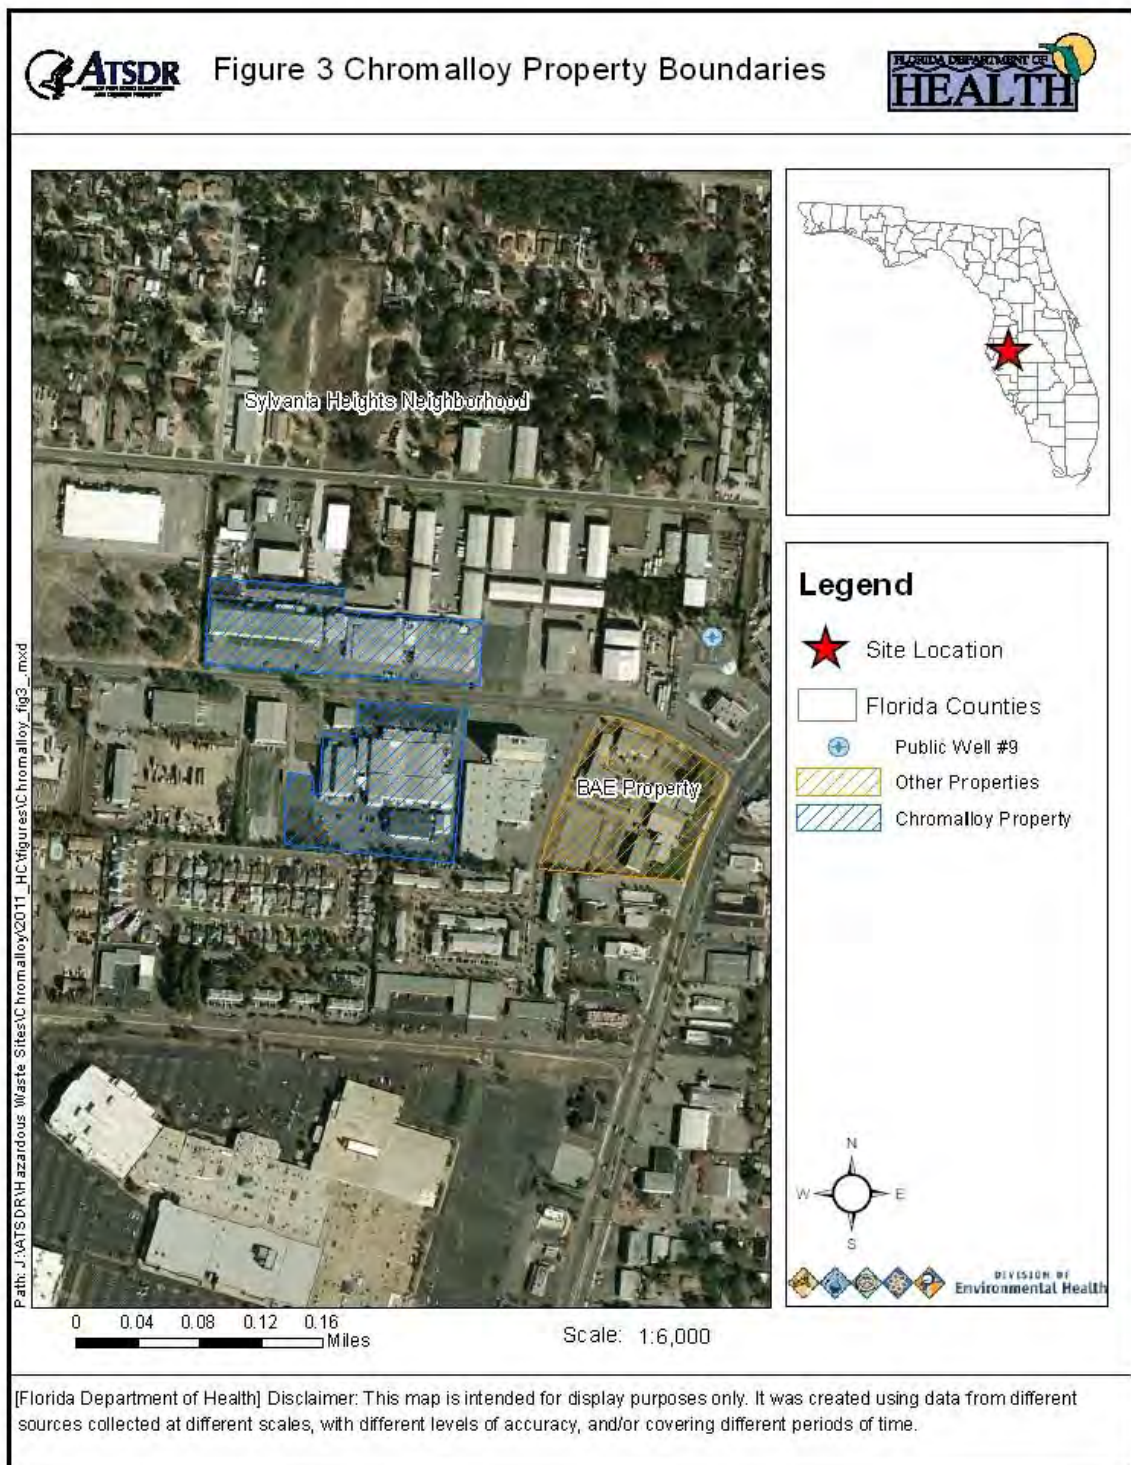 ATSDR
Figure 3 Chromalloy Property Boundaries
FLORIDA DEPARTMENT OF
HEALTH
Sylvania Heights Neighborhood
BAE Property
Legend
Site Location
Florida Counties
Public Well #9
Other Properties
Chromalloy Property
N
W E
S
DIVISION OF
Environmental Health
Path: J:\ATSDR\Hazardous Waste Sites\Chromalloy\2011_HC\figures\Chromalloy_fig3_.mxd
0 0.04 0.08 0.12 0.16
Miles
Scale: 1:6,000
[Florida Department of Health] Disclaimer: This map is intended for display purposes only. It was created using data from different
sources collected at different scales, with different levels of accuracy, and/or covering different periods of time.